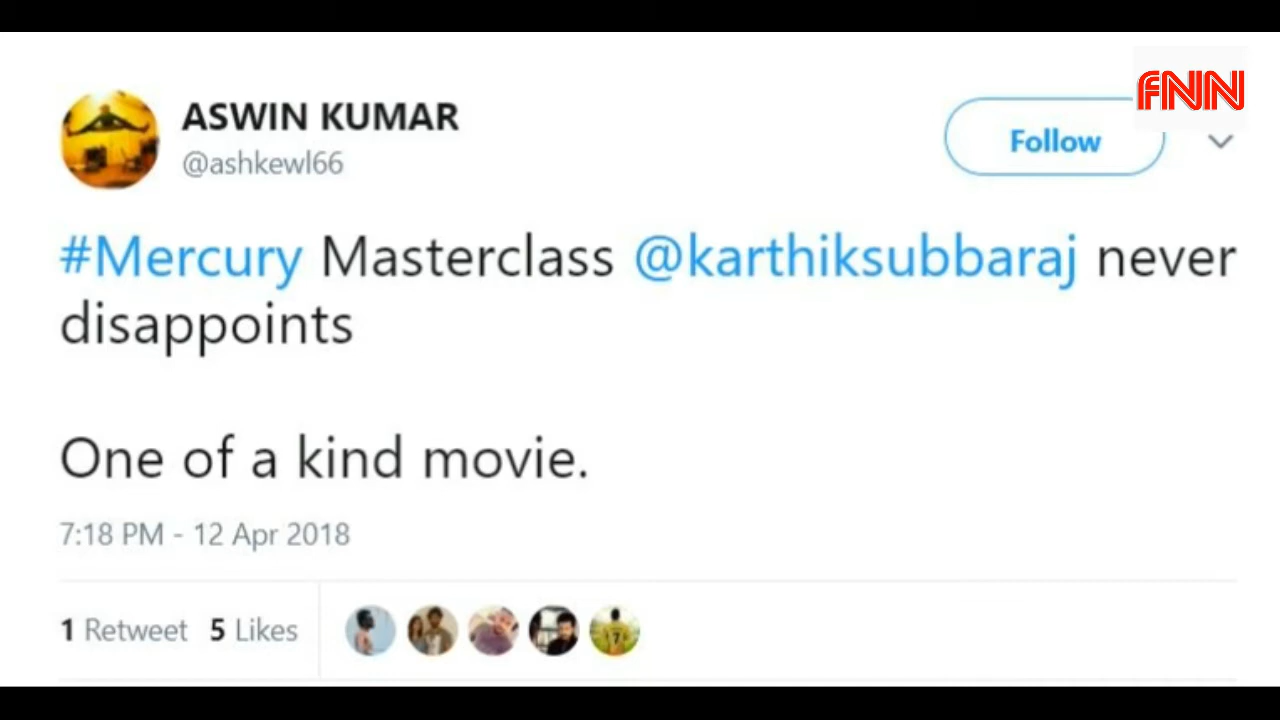 FNN
ASWIN KUMAR
@ashkewl66
Follow
#Mercury Masterclass @karthiksubbaraj never
disappoints
One of a kind movie.
7:18 PM - 12 Apr 2018
1 Retweet 5 Likes
7